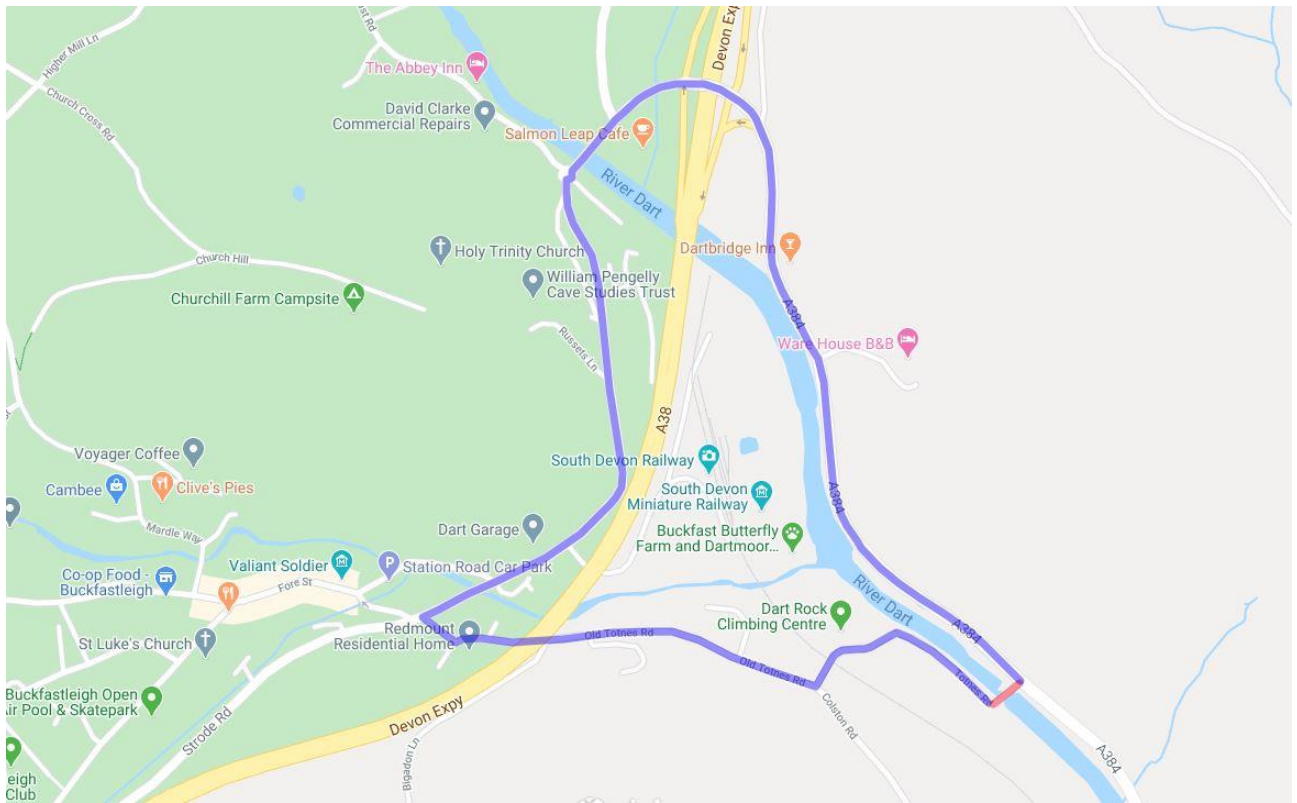 Devon Expy
Higher Mill Ln
The Abbey Inn
David Clarke
Commercial Repairs
Church Cross Rd
Salmon Leap Cafe
River Dart
Dartbridge Inn
Holy Trinity Church
Church Hill
William Pengelly
Cave Studies Trust
Churchill Farm Campsite
A384
Ware House B&B
Russets Ln
A38
Voyager Coffee
South Devon Railway
Cambee
Clive's Pies
South Devon
Miniature Railway
A384
Mardle Way
Dart Garage
Buckfast Butterfly
Farm and Dartmoor...
Valiant Soldier
Station Road Car Park
Co-op Food -
Buckfastleigh
Fore St
River Dart
Dart Rock
Climbing Centre
A384
St Luke's Church
Redmount
Residential Home
Old Totnes Rd
Old Totnes Rd
Totnes Rd
Buckfastleigh Open
Air Pool & Skatepark
Strode Rd
Devon Expy
Colston Rd
Bigadon Ln
A384
eigh
Club